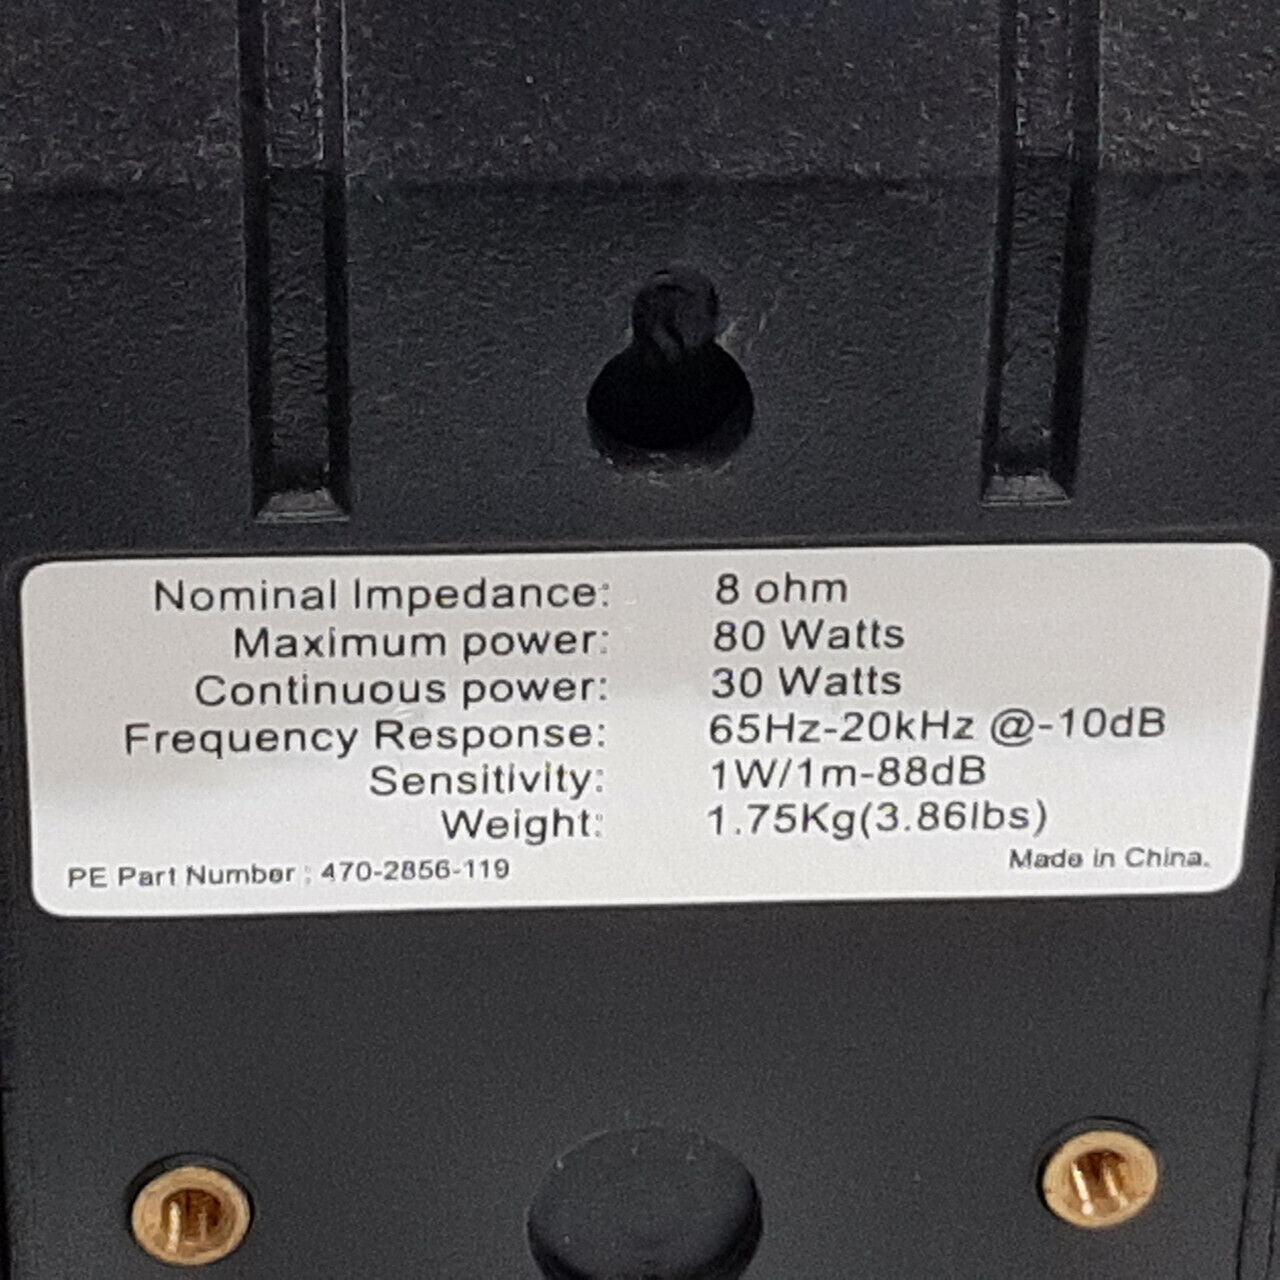 Nominal Impedance: 8 ohm
Maximum power: 80 Watts
Continuous power: 30 Watts
Frequency Response: 65Hz-20kHz @-10dB
Sensitivity: 1W/1m-88dB
Weight: 1.75Kg(3.86lbs)
PE Part Number : 470-2856-119 Made in China.